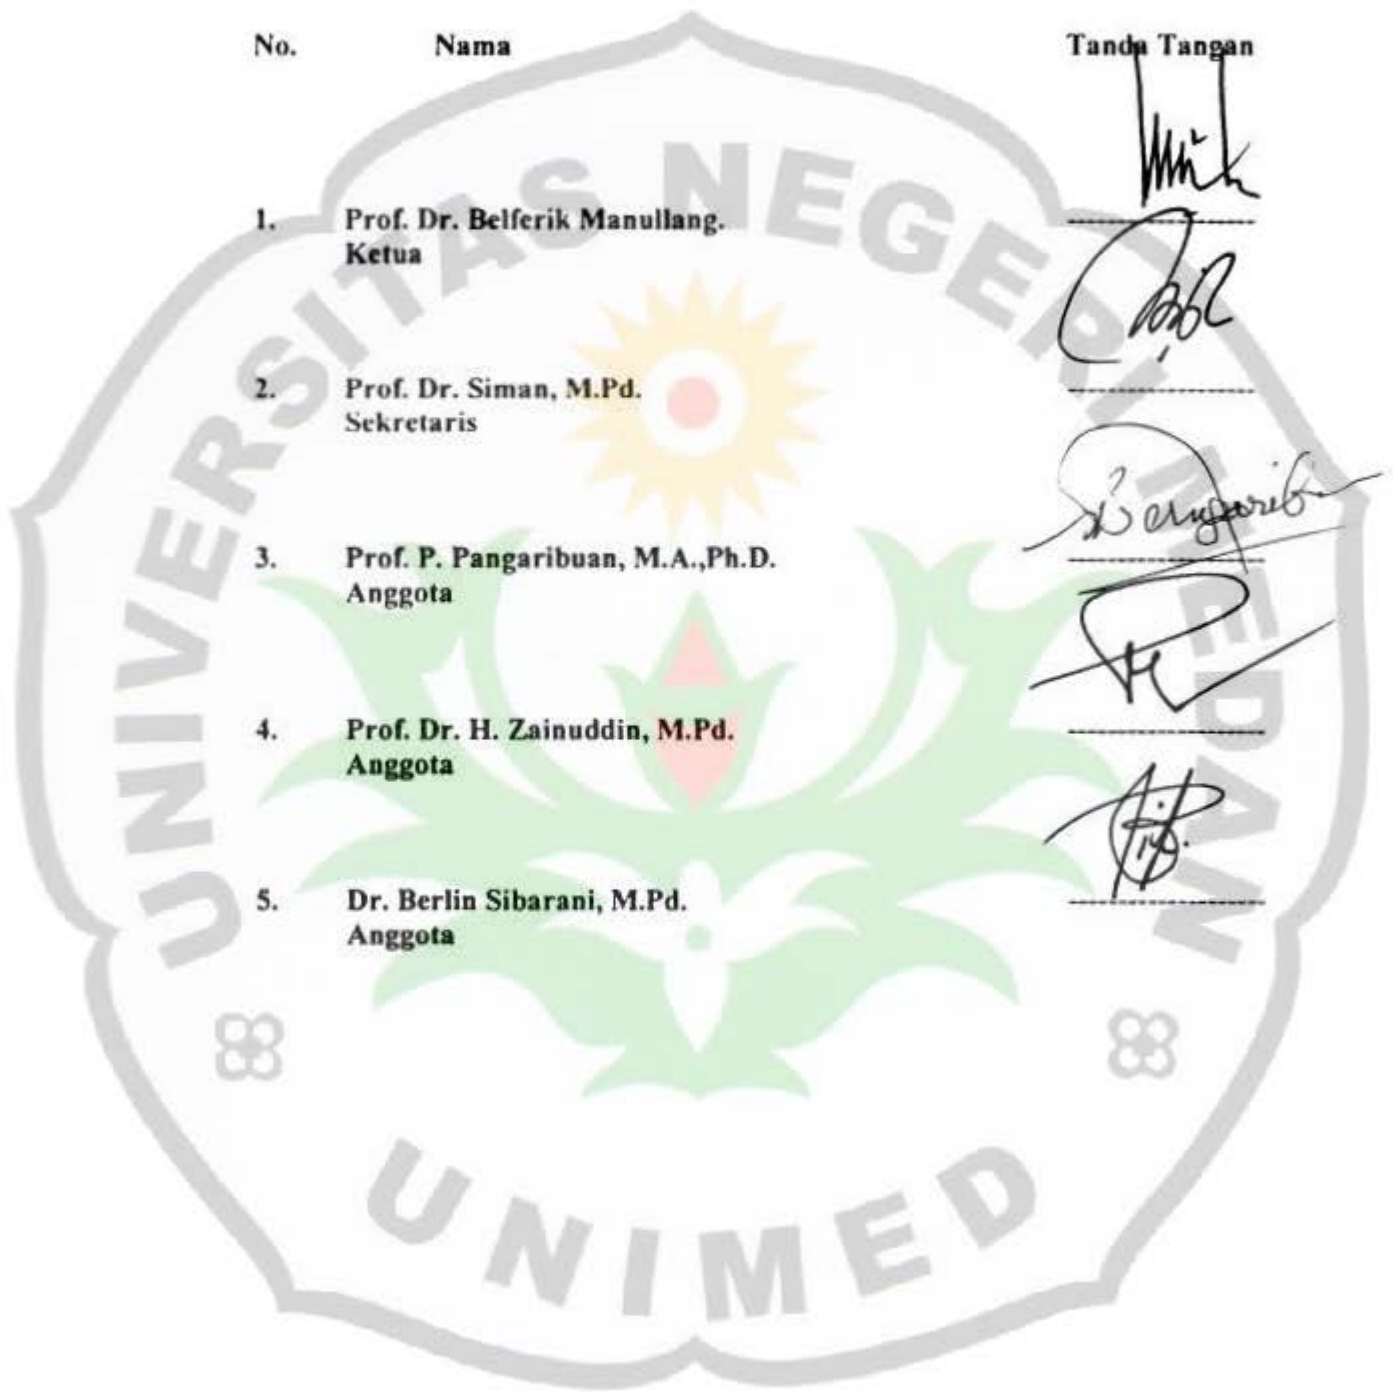 No. Nama Tanda Tangan
1. Prof. Dr. Belferik Manullang.
Ketua
2. Prof. Dr. Siman, M.Pd.
Sekretaris
3. Prof. P. Pangaribuan, M.A.,Ph.D.
Anggota
4. Prof. Dr. H. Zainuddin, M.Pd.
Anggota
5. Dr. Berlin Sibarani, M.Pd.
Anggota
UNIVERSITAS NEGERI MEDAN
UNIMED